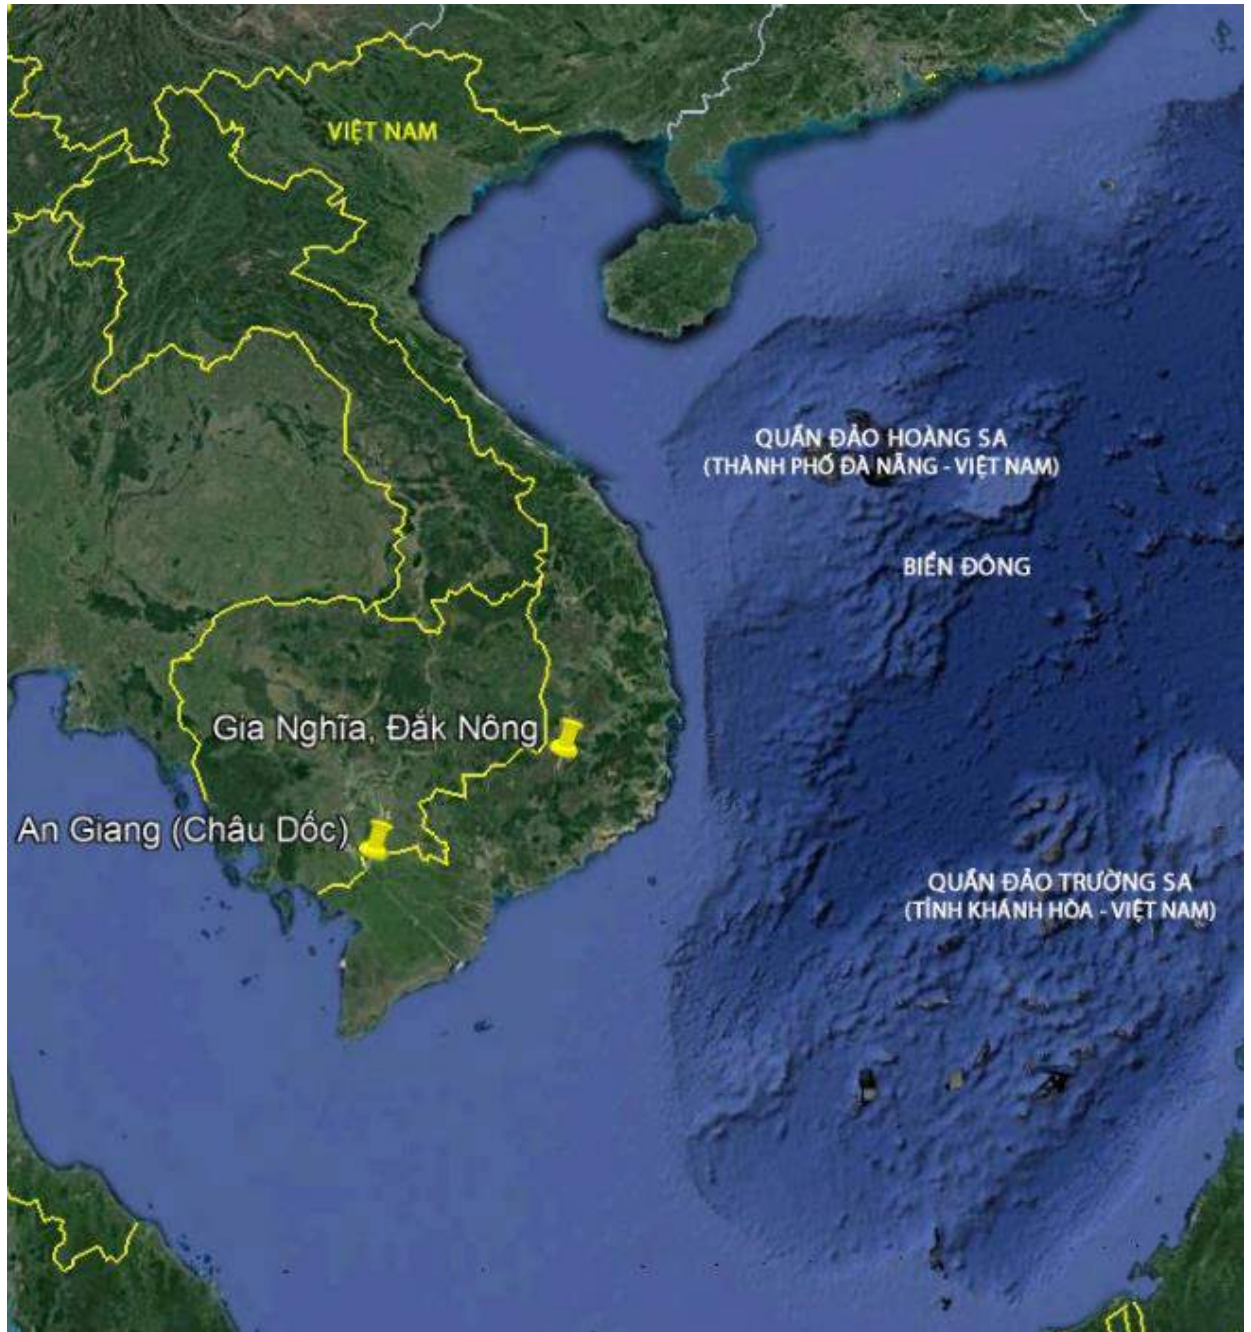 VIỆT NAM
QUẦN ĐẢO HOÀNG SA
(THÀNH PHỐ ĐÀ NẴNG - VIỆT NAM)
BIỂN ĐÔNG
Gia Nghĩa, Đắk Nông
An Giang (Châu Dốc)
QUẦN ĐẢO TRƯỜNG SA
(TỈNH KHÁNH HÒA - VIỆT NAM)